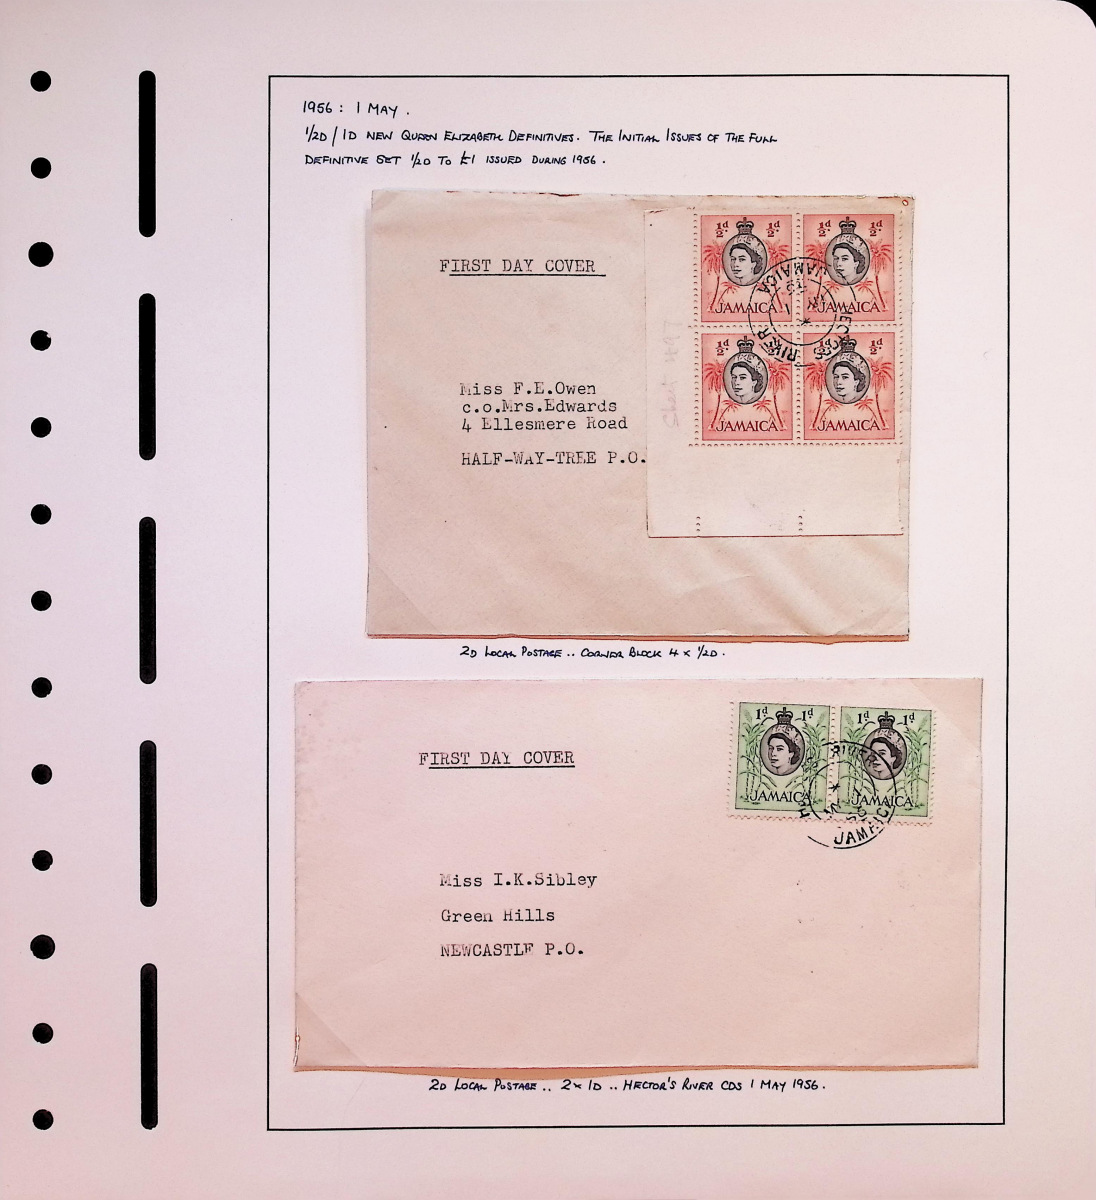 1956 : 1 MAY .
1/2D / 1D NEW QUEEN ELIZABETH DEFINITIVES. THE INITIAL ISSUES OF THE FULL
DEFINITIVE SET 1/2D TO £1 ISSUED DURING 1956 .
FIRST DAY COVER
Miss F.E.Owen
c.o.Mrs.Edwards
4 Ellesmere Road
HALF-WAY-TREE P.O.
½d ½d
JAMAICA
½d ½d
JAMAICA
½d ½d
JAMAICA
½d ½d
JAMAICA
HECTORS RIVER
JAMAICA
2D LOCAL POSTAGE .. CORNER BLOCK 4 x 1/2D .
FIRST DAY COVER
Miss I.K.Sibley
Green Hills
NEWCASTLE P.O.
1d 1d
JAMAICA
1d 1d
JAMAICA
RIVER
JAMAICA
2D LOCAL POSTAGE .. 2 x 1D .. HECTOR'S RIVER CDS 1 MAY 1956 .